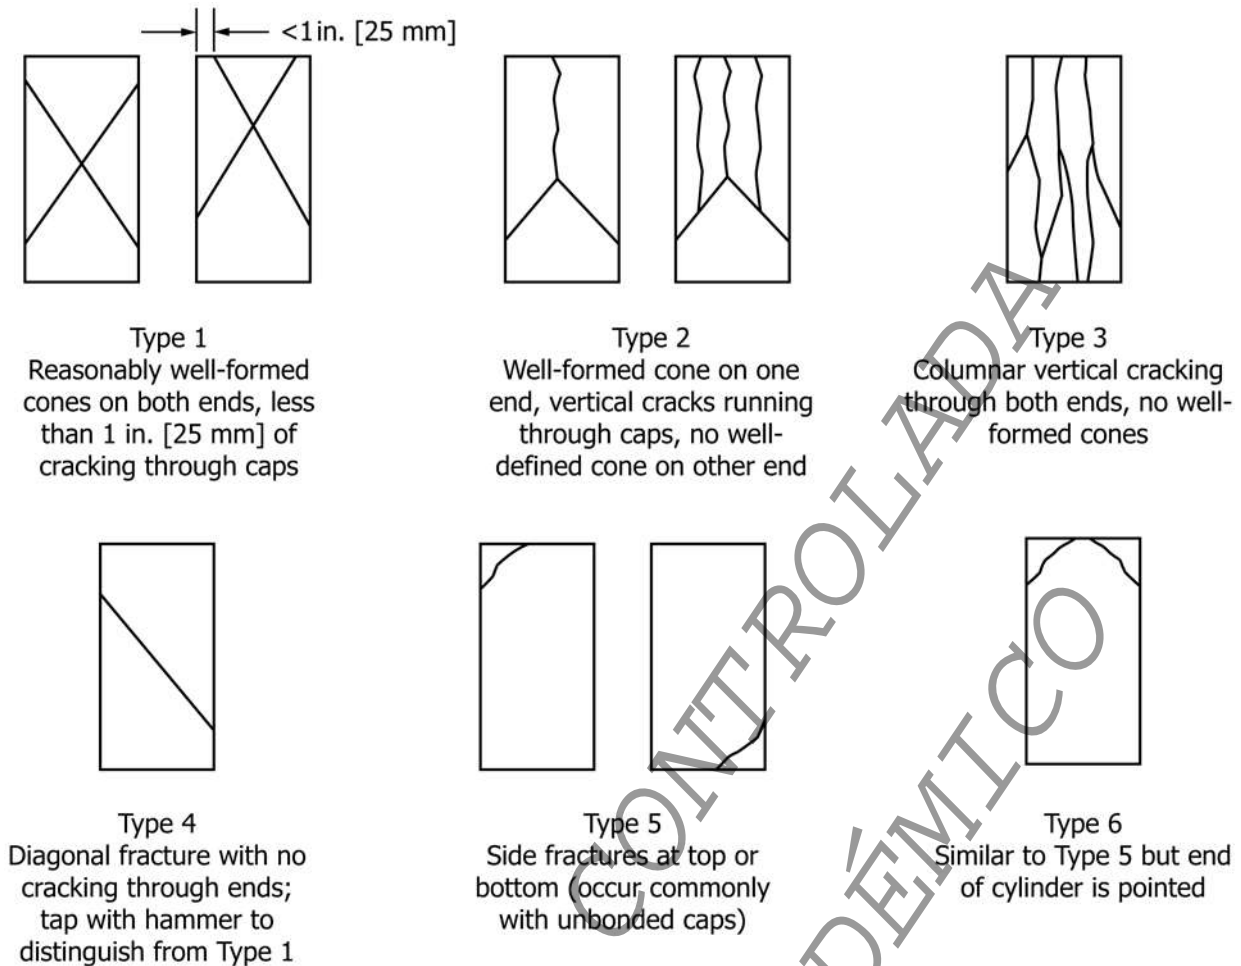 <1 in. [25 mm]
Type 1
Reasonably well-formed
cones on both ends, less
than 1 in. [25 mm] of
cracking through caps
Type 2
Well-formed cone on one
end, vertical cracks running
through caps, no well-
defined cone on other end
Type 3
Columnar vertical cracking
through both ends, no well-
formed cones
Type 4
Diagonal fracture with no
cracking through ends;
tap with hammer to
distinguish from Type 1
Type 5
Side fractures at top or
bottom (occur commonly
with unbonded caps)
Type 6
Similar to Type 5 but end
of cylinder is pointed
CONTROLADA
DÉMICO